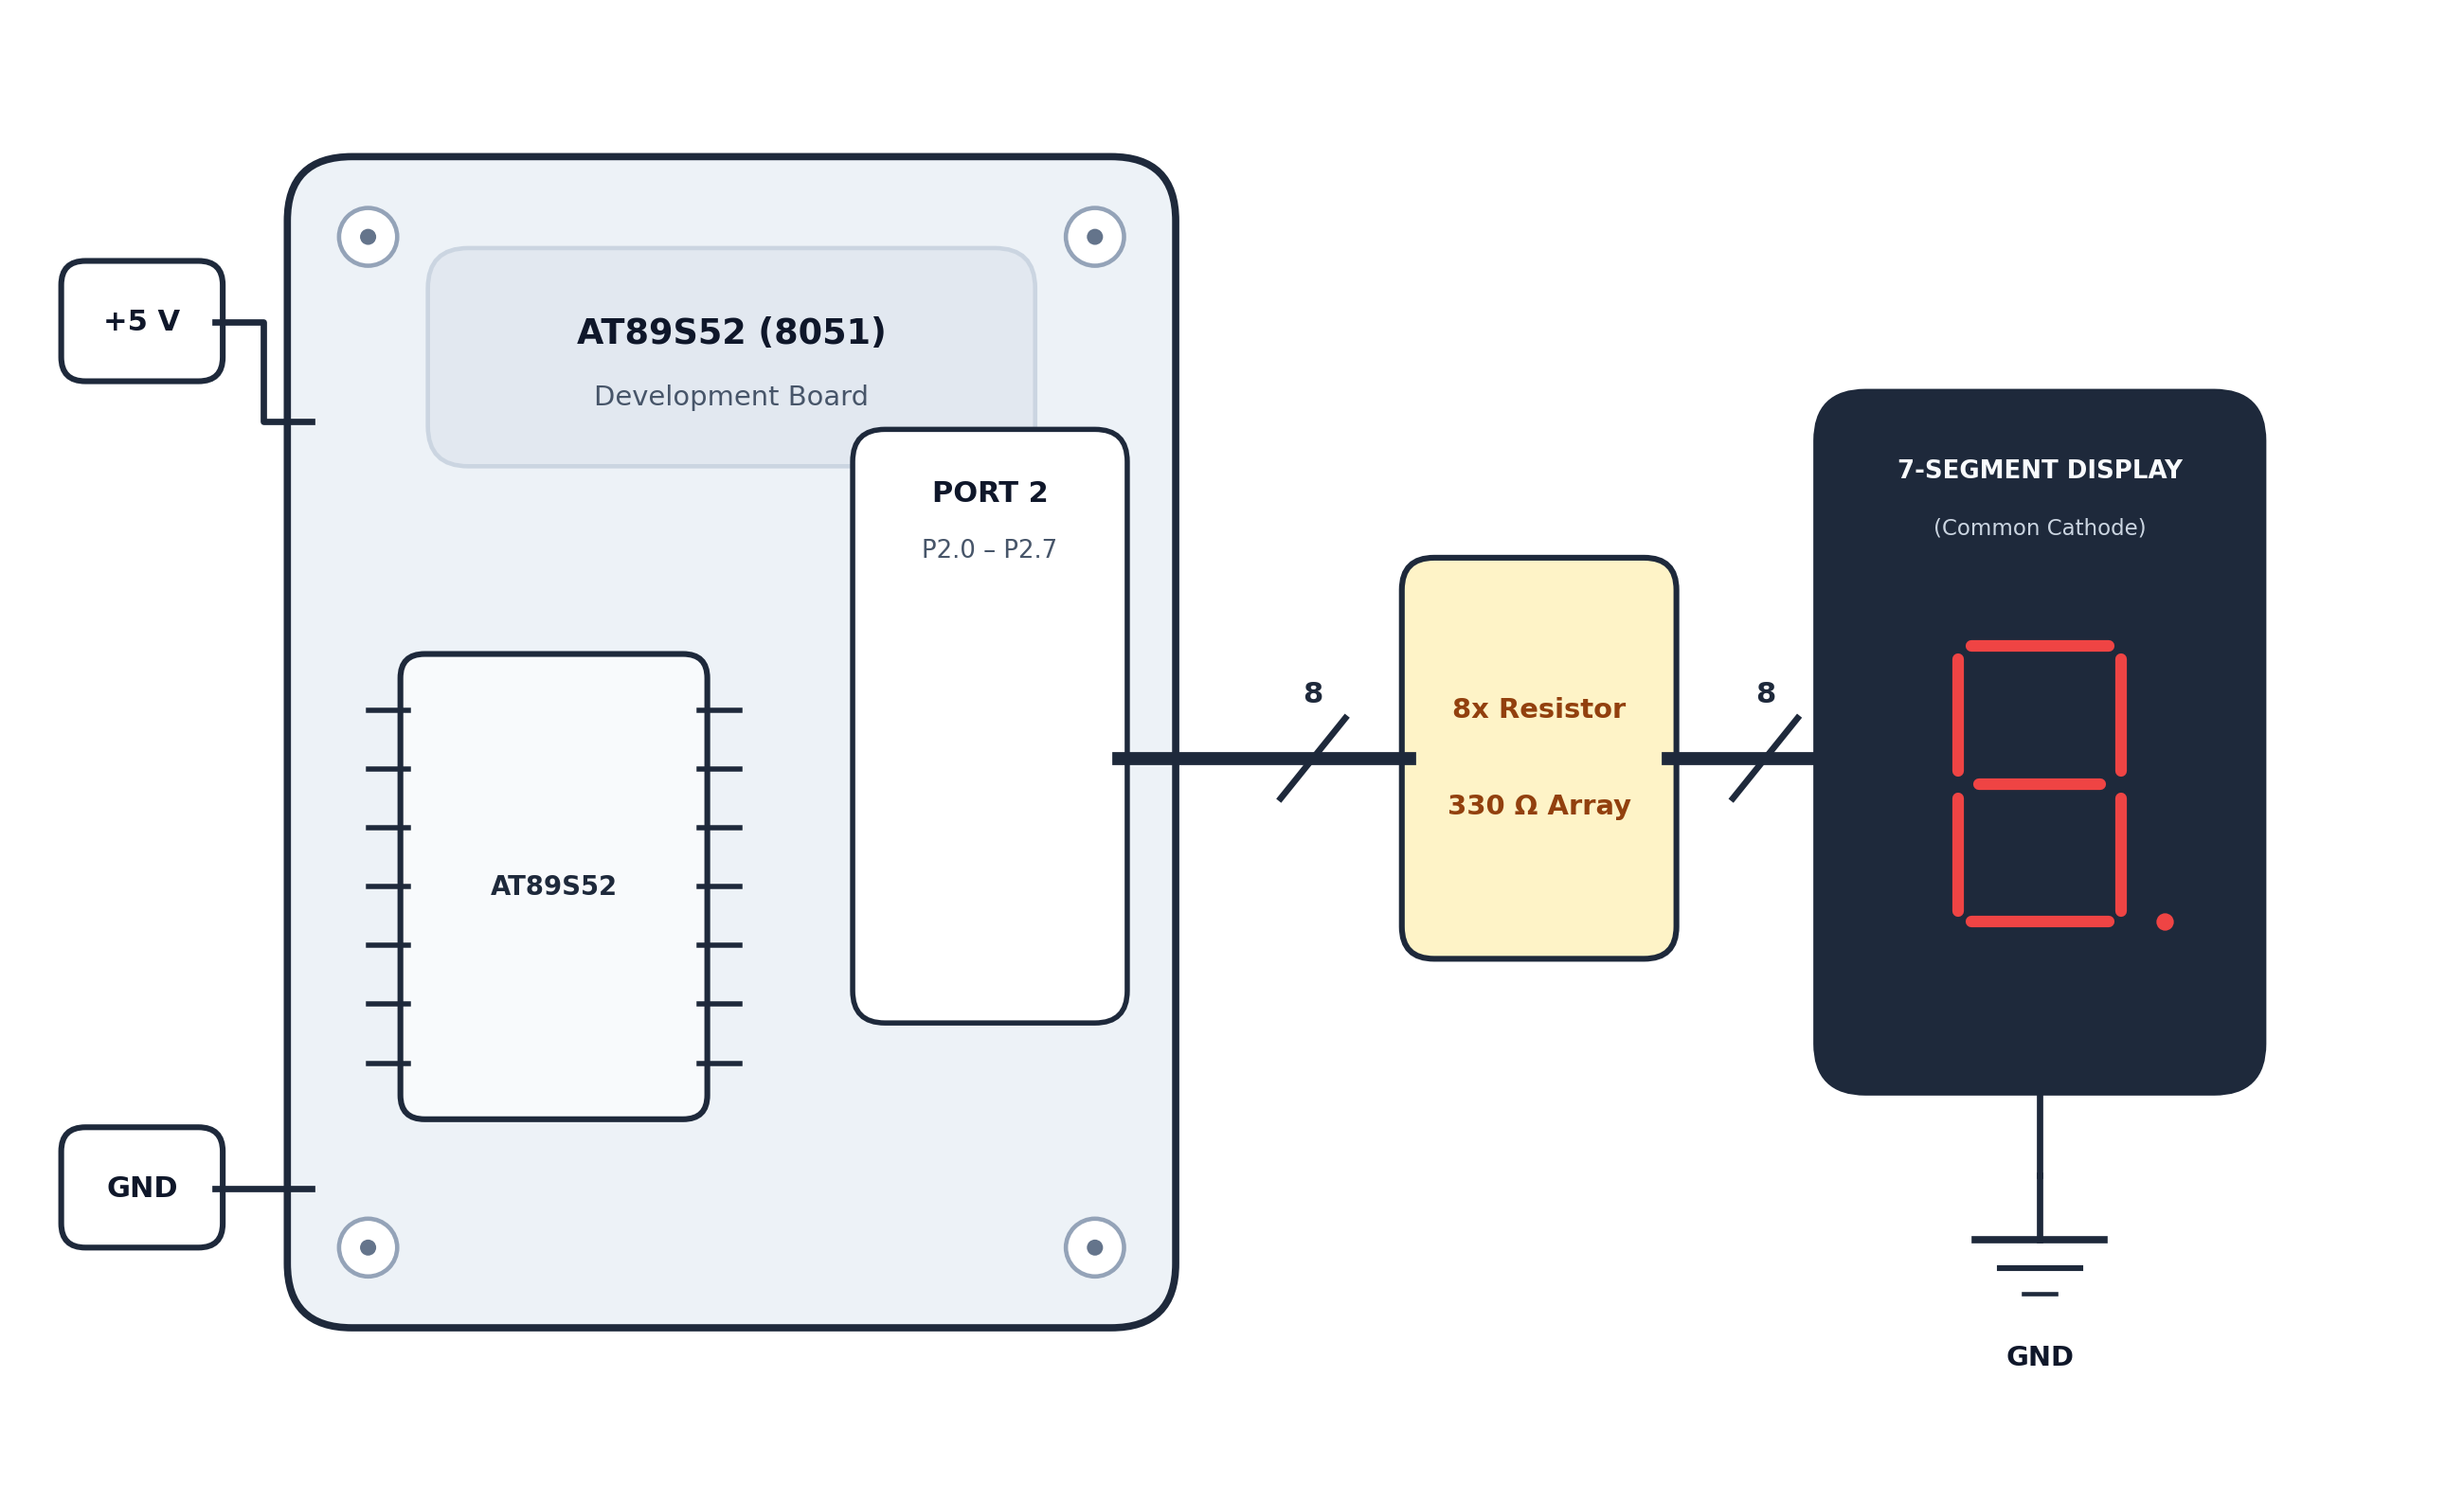 +5 V
AT89S52 (8051)
Development Board
PORT 2
P2.0 – P2.7
AT89S52
GND
8
8x Resistor
330 Ω Array
8
7-SEGMENT DISPLAY
(Common Cathode)
GND